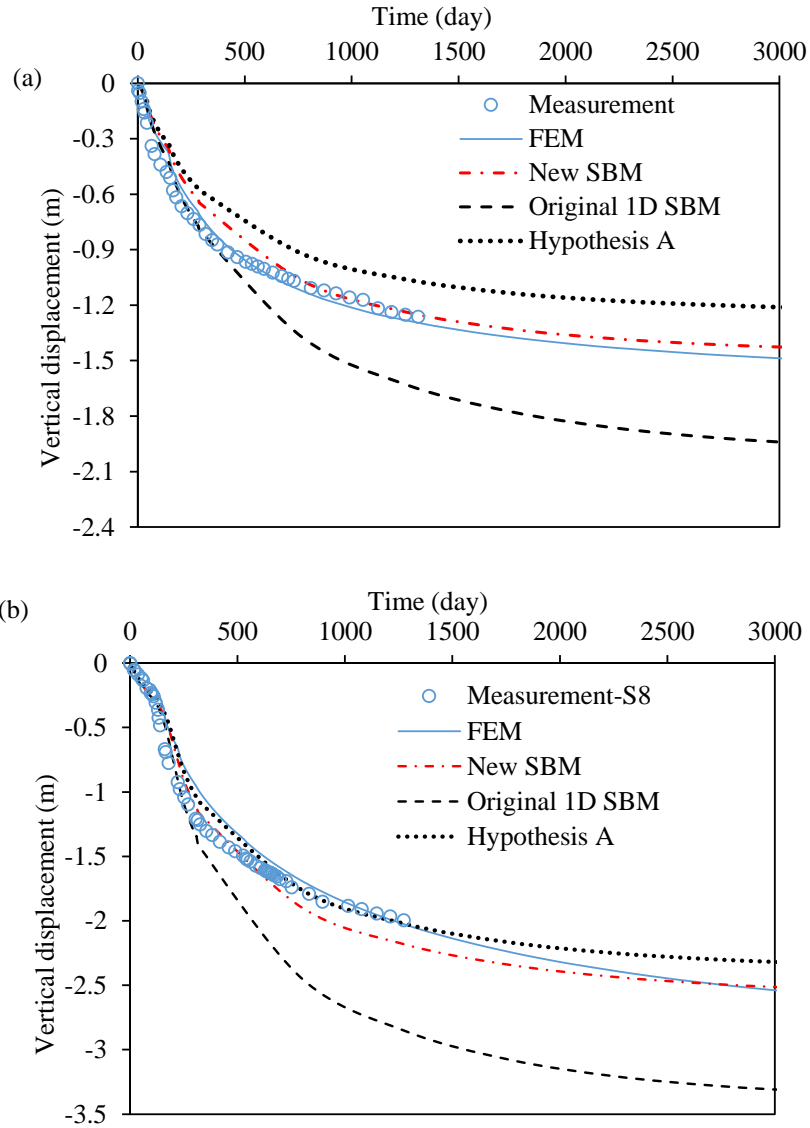 Time (day)
0 500 1000 1500 2000 2500 3000
(a)
0
-0.3
-0.6
-0.9
-1.2
-1.5
-1.8
-2.1
-2.4
Vertical displacement (m)
Measurement
FEM
New SBM
Original 1D SBM
Hypothesis A
(b)
Time (day)
0 500 1000 1500 2000 2500 3000
0
-0.5
-1
-1.5
-2
-2.5
-3
-3.5
Vertical displacement (m)
Measurement-S8
FEM
New SBM
Original 1D SBM
Hypothesis A